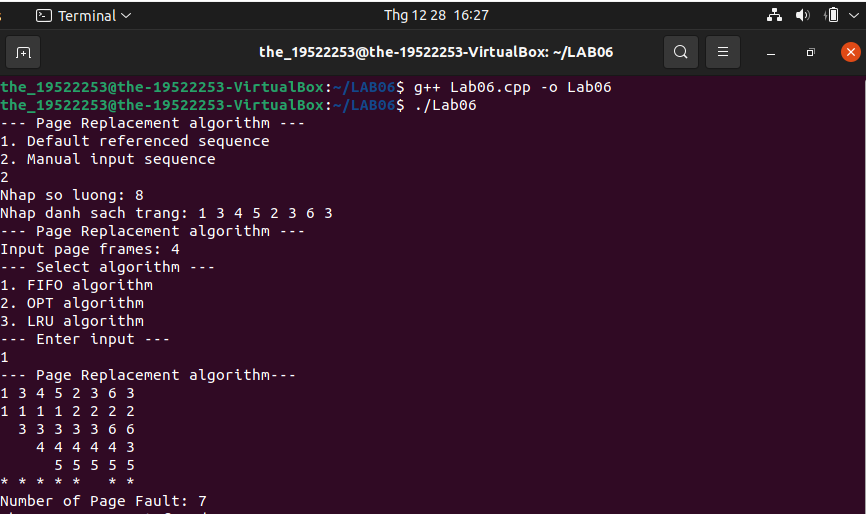 Terminal
Thg 12 28 16:27
the_19522253@the-19522253-VirtualBox: ~/LAB06
the_19522253@the-19522253-VirtualBox:~/LAB06$ g++ Lab06.cpp -o Lab06
the_19522253@the-19522253-VirtualBox:~/LAB06$ ./Lab06
--- Page Replacement algorithm ---
1. Default referenced sequence
2. Manual input sequence
2
Nhap so luong: 8
Nhap danh sach trang: 1 3 4 5 2 3 6 3
--- Page Replacement algorithm ---
Input page frames: 4
--- Select algorithm ---
1. FIFO algorithm
2. OPT algorithm
3. LRU algorithm
--- Enter input ---
1
--- Page Replacement algorithm---
1 3 4 5 2 3 6 3
1 1 1 1 2 2 2 2
  3 3 3 3 3 6 6
    4 4 4 4 4 3
      5 5 5 5 5
* * * * *   * *
Number of Page Fault: 7